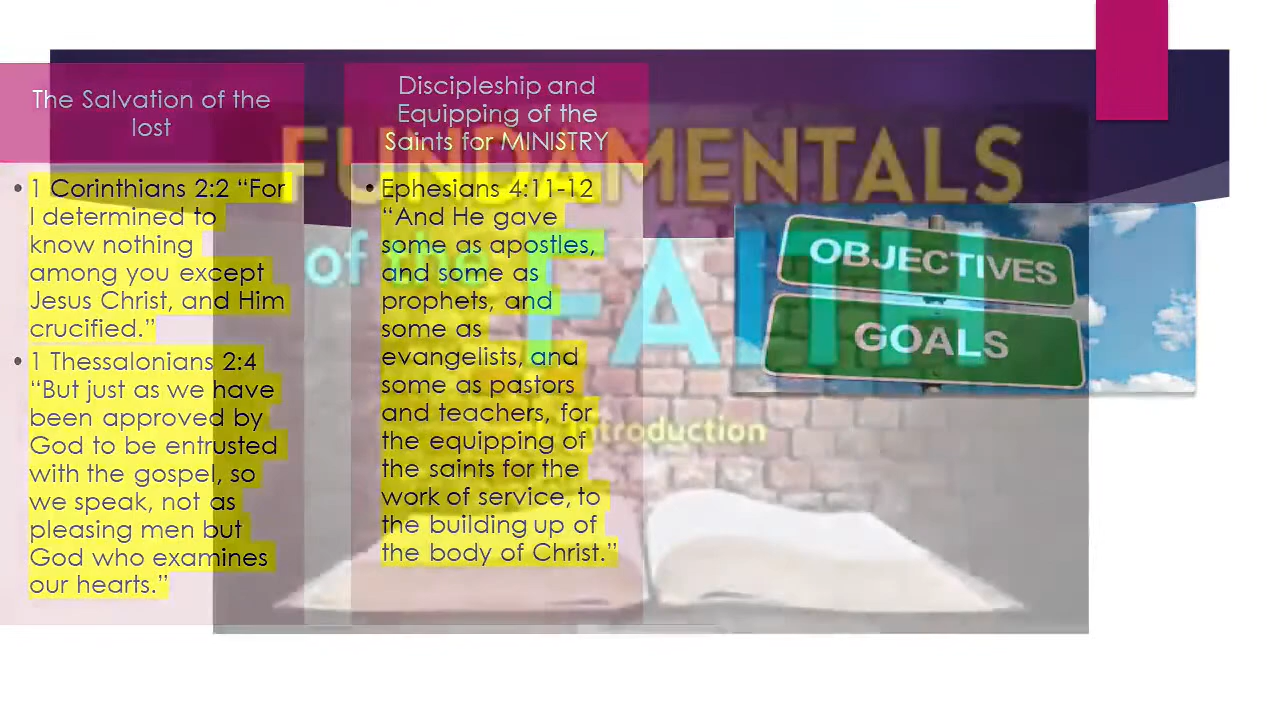 The Salvation of the
lost
• 1 Corinthians 2:2 “For
I determined to
know nothing
among you except
Jesus Christ, and Him
crucified.”
• 1 Thessalonians 2:4
“But just as we have
been approved by
God to be entrusted
with the gospel, so
we speak, not as
pleasing men but
God who examines
our hearts.”
Discipleship and
Equipping of the
Saints for MINISTRY
• Ephesians 4:11-12
“And He gave
some as apostles,
and some as
prophets, and
some as
evangelists, and
some as pastors
and teachers, for
the equipping of
the saints for the
work of service, to
the building up of
the body of Christ.”
FUNDAMENTALS
of the
FAITH
Introduction
OBJECTIVES
GOALS